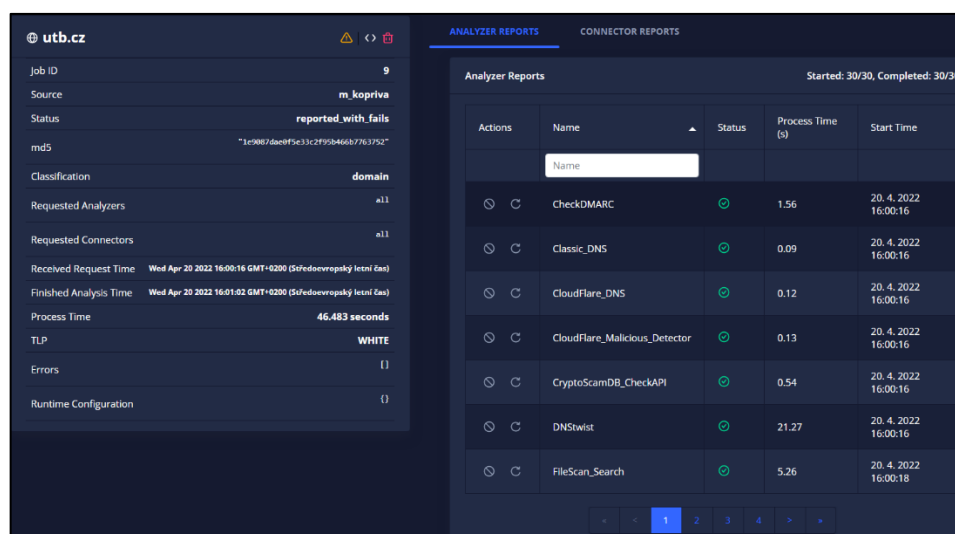 utb.cz
Job ID 9
Source m_kopriva
Status reported_with_fails
md5 "1e9087dae0f5e33c2f95b466b7763752"
Classification domain
Requested Analyzers all
Requested Connectors all
Received Request Time Wed Apr 20 2022 16:00:16 GMT+0200 (Středoevropský letní čas)
Finished Analysis Time Wed Apr 20 2022 16:01:02 GMT+0200 (Středoevropský letní čas)
Process Time 46.483 seconds
TLP WHITE
Errors []
Runtime Configuration {}
ANALYZER REPORTS CONNECTOR REPORTS
Analyzer Reports Started: 30/30, Completed: 30/30
Actions Name Status Process Time (s) Start Time
Name
CheckDMARC 1.56 20. 4. 2022 16:00:16
Classic_DNS 0.09 20. 4. 2022 16:00:16
CloudFlare_DNS 0.12 20. 4. 2022 16:00:16
CloudFlare_Malicious_Detector 0.13 20. 4. 2022 16:00:16
CryptoScamDB_CheckAPI 0.54 20. 4. 2022 16:00:16
DNStwist 21.27 20. 4. 2022 16:00:16
FileScan_Search 5.26 20. 4. 2022 16:00:18
« < 1 2 3 4 > »